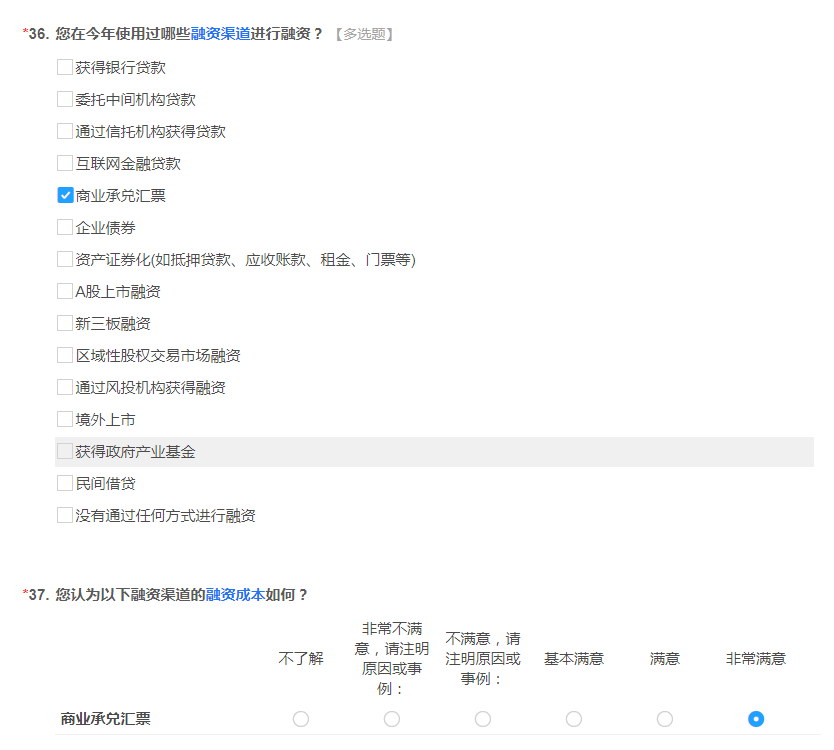 *36. 您在今年使用过哪些融资渠道进行融资？ 【多选题】
获得银行贷款
委托中间机构贷款
通过信托机构获得贷款
互联网金融贷款
商业承兑汇票
企业债券
资产证券化(如抵押贷款、应收账款、租金、门票等)
A股上市融资
新三板融资
区域性股权交易市场融资
通过风投机构获得融资
境外上市
获得政府产业基金
民间借贷
没有通过任何方式进行融资
*37. 您认为以下融资渠道的融资成本如何？
不了解
非常不满
意，请注明
原因或事
例：
不满意，请
注明原因或
事例：
基本满意
满意
非常满意
商业承兑汇票